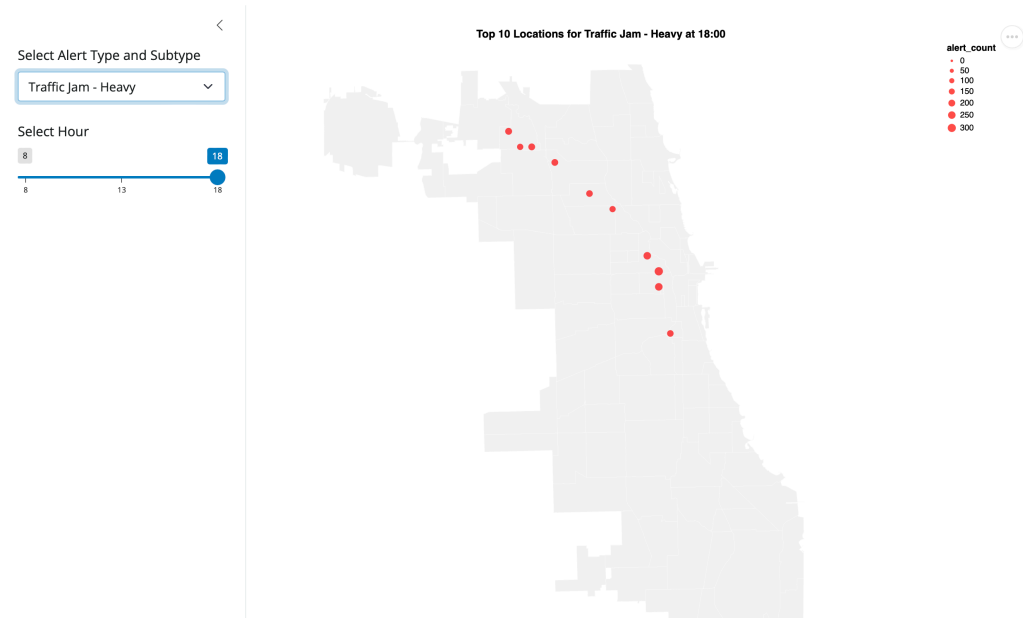 Select Alert Type and Subtype
Traffic Jam - Heavy
Select Hour
8 18
8 13 18
Top 10 Locations for Traffic Jam - Heavy at 18:00
alert_count
0
50
100
150
200
250
300